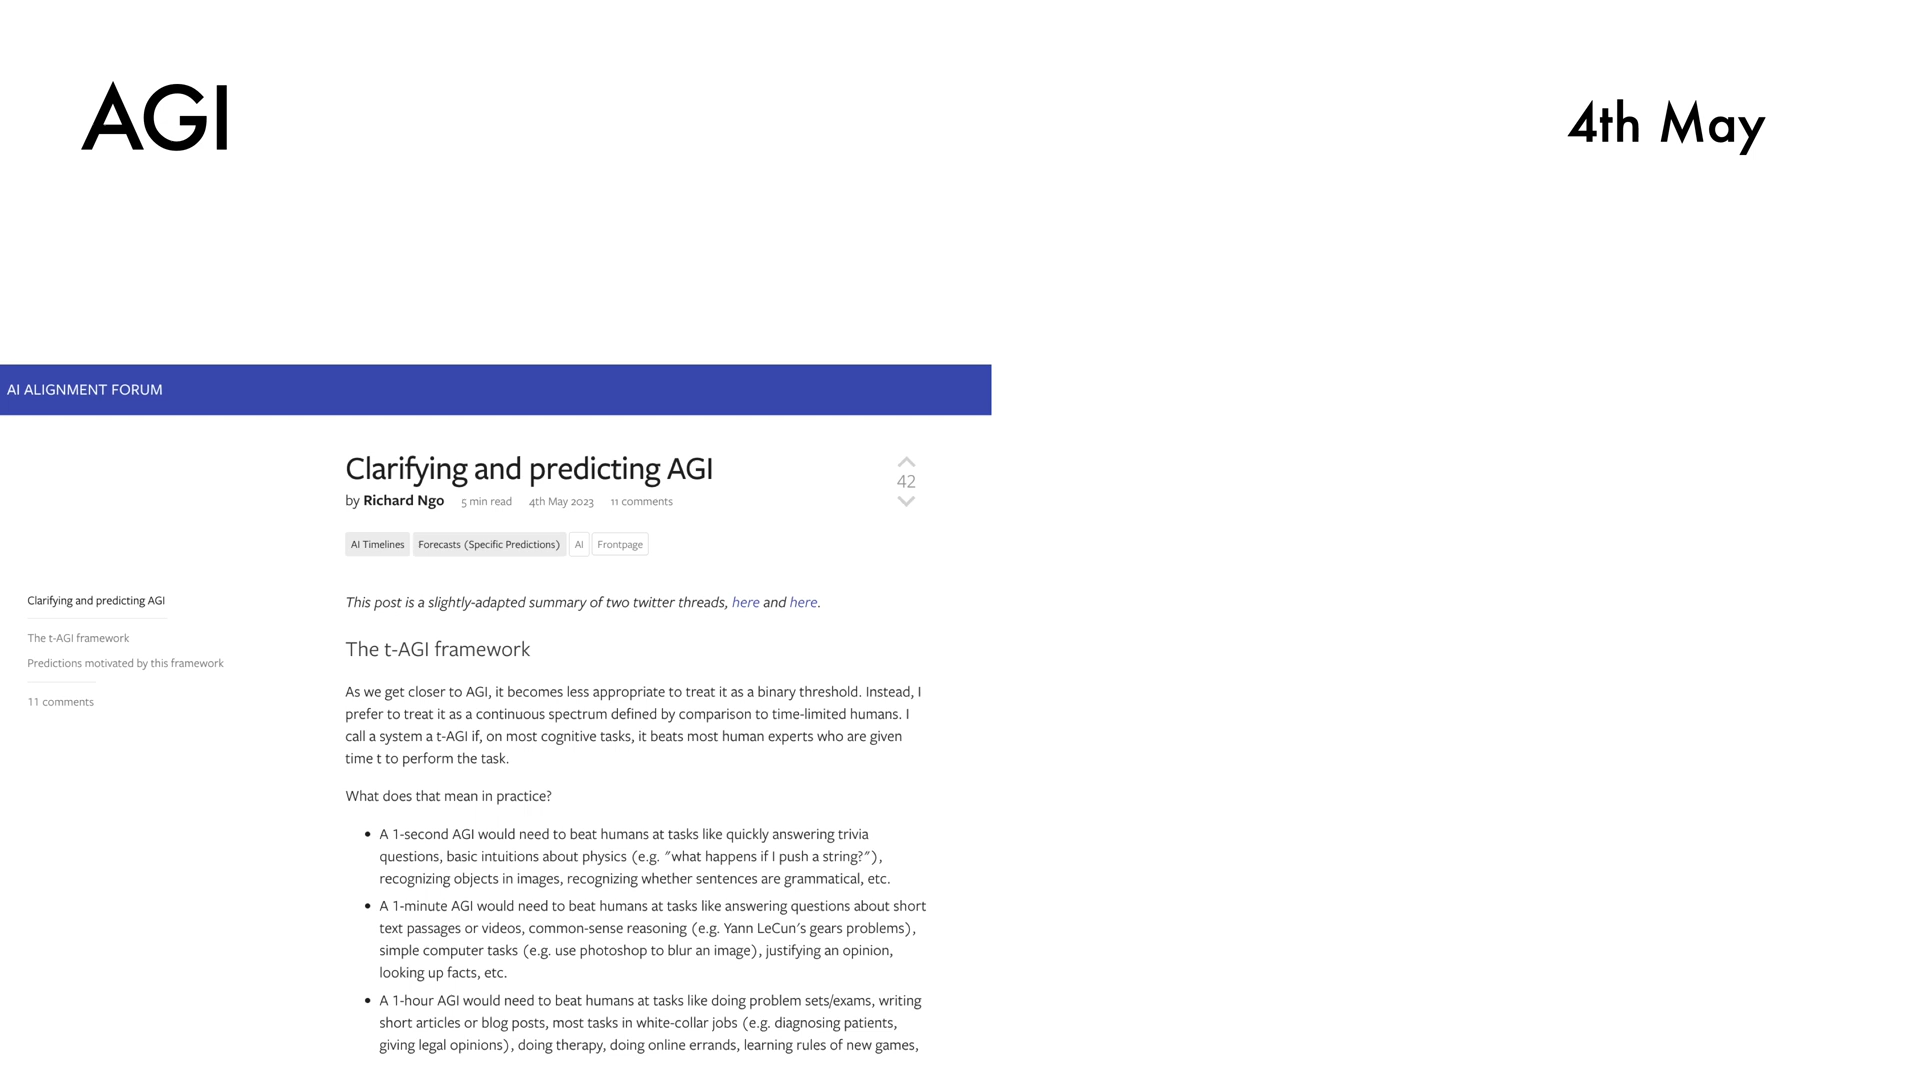 AGI
4th May
AI ALIGNMENT FORUM
Clarifying and predicting AGI
by Richard Ngo 5 min read 4th May 2023 11 comments
42
AI Timelines Forecasts (Specific Predictions) AI Frontpage
Clarifying and predicting AGI
The t-AGI framework
Predictions motivated by this framework
11 comments
This post is a slightly-adapted summary of two twitter threads, here and here.
The t-AGI framework
As we get closer to AGI, it becomes less appropriate to treat it as a binary threshold. Instead, I
prefer to treat it as a continuous spectrum defined by comparison to time-limited humans. I
call a system a t-AGI if, on most cognitive tasks, it beats most human experts who are given
time t to perform the task.
What does that mean in practice?
• A 1-second AGI would need to beat humans at tasks like quickly answering trivia
questions, basic intuitions about physics (e.g. "what happens if I push a string?"),
recognizing objects in images, recognizing whether sentences are grammatical, etc.
• A 1-minute AGI would need to beat humans at tasks like answering questions about short
text passages or videos, common-sense reasoning (e.g. Yann LeCun's gears problems),
simple computer tasks (e.g. use photoshop to blur an image), justifying an opinion,
looking up facts, etc.
• A 1-hour AGI would need to beat humans at tasks like doing problem sets/exams, writing
short articles or blog posts, most tasks in white-collar jobs (e.g. diagnosing patients,
giving legal opinions), doing therapy, doing online errands, learning rules of new games,